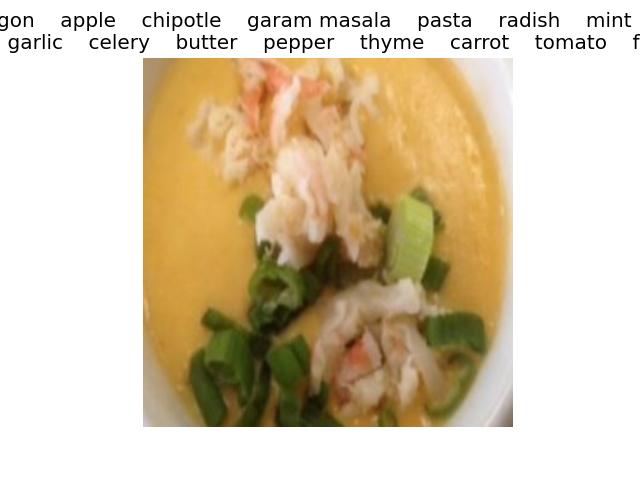 gon apple chipotle garam masala pasta radish mint
garlic celery butter pepper thyme carrot tomato f